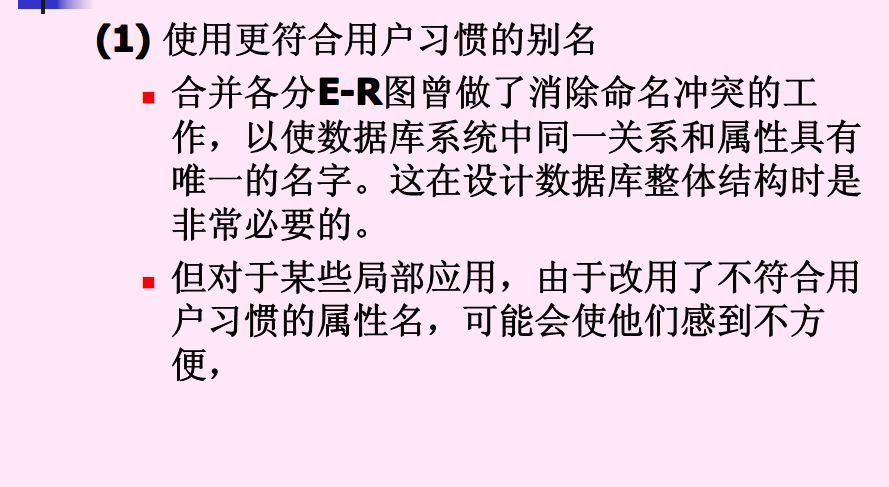 (1) 使用更符合用户习惯的别名
合并各分E-R图曾做了消除命名冲突的工
作，以使数据库系统中同一关系和属性具有
唯一的名字。这在设计数据库整体结构时是
非常必要的。
但对于某些局部应用，由于改用了不符合用
户习惯的属性名，可能会使他们感到不方
便，